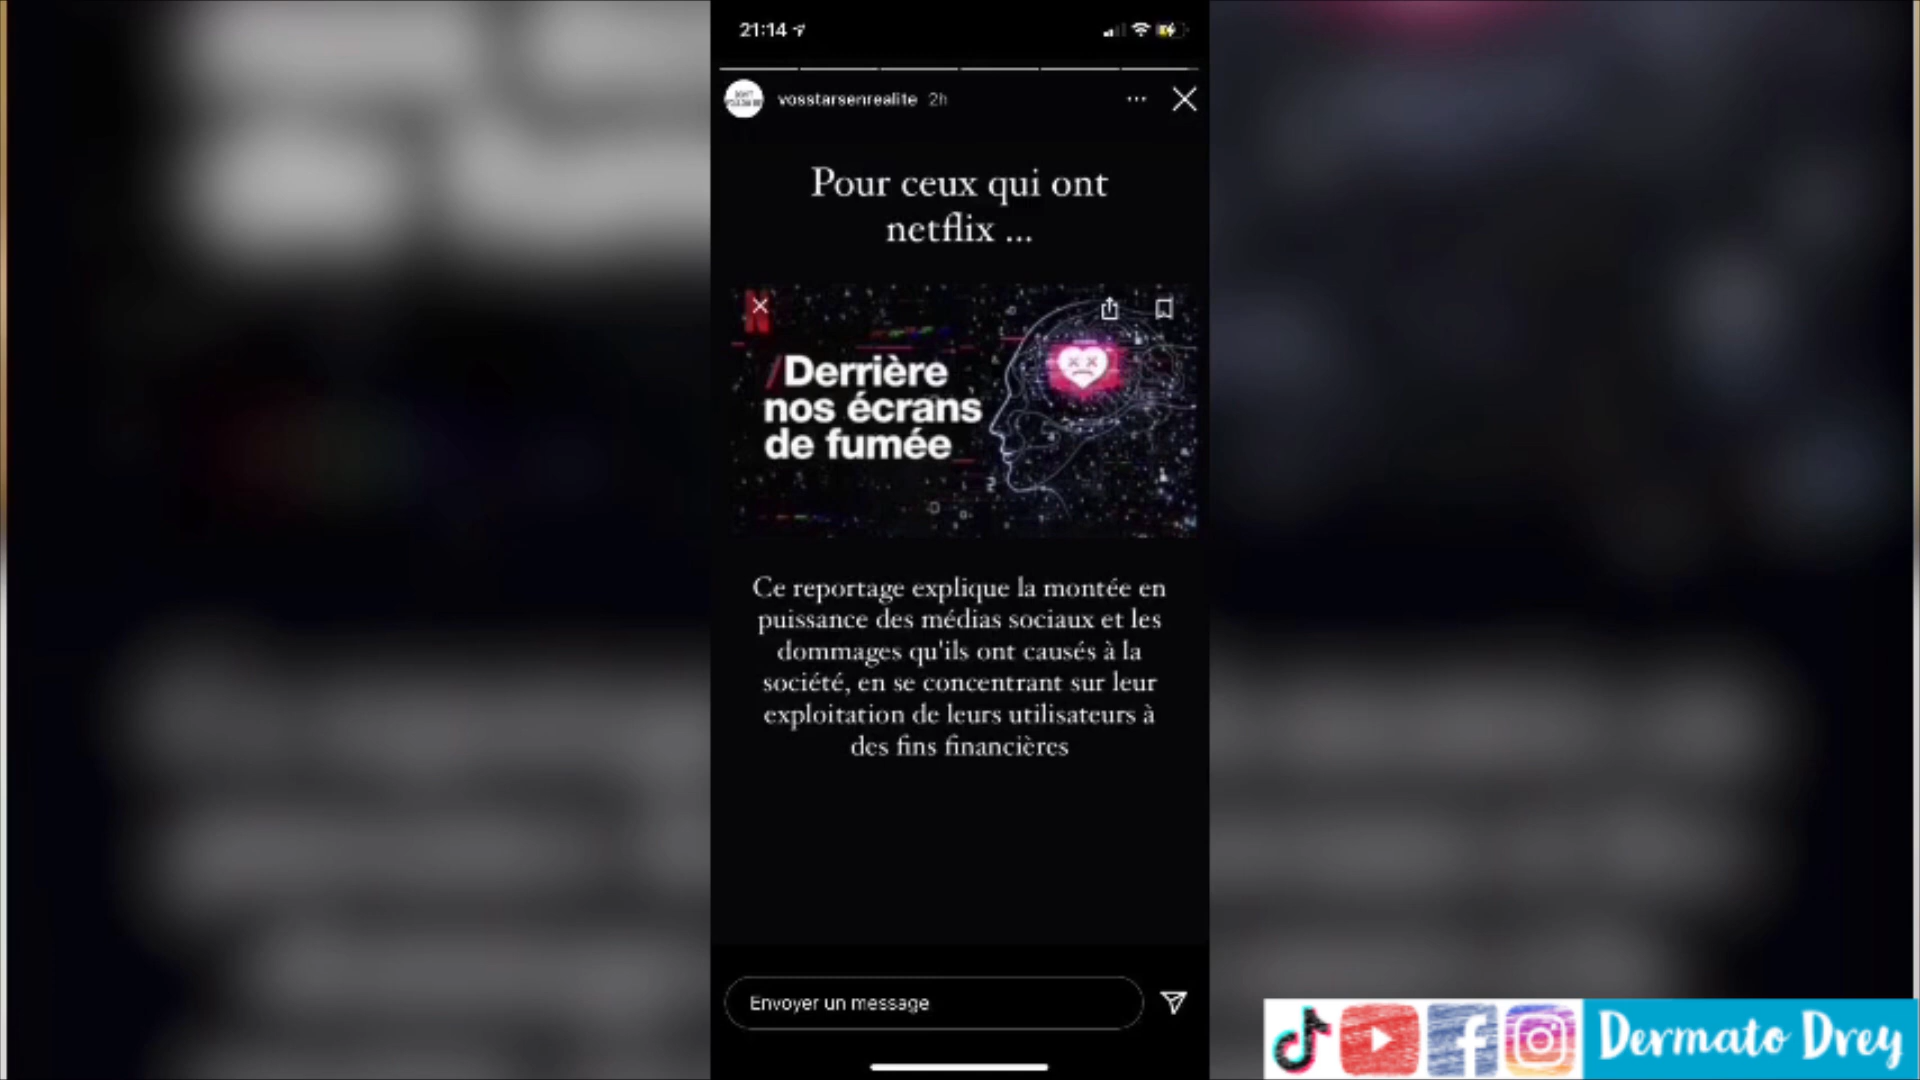 21:14
vosstarsenrealite 2h
Pour ceux qui ont
netflix ...
/Derrière
nos écrans
de fumée
Ce reportage explique la montée en
puissance des médias sociaux et les
dommages qu'ils ont causés à la
société, en se concentrant sur leur
exploitation de leurs utilisateurs à
des fins financières
Envoyer un message
Dermato Drey